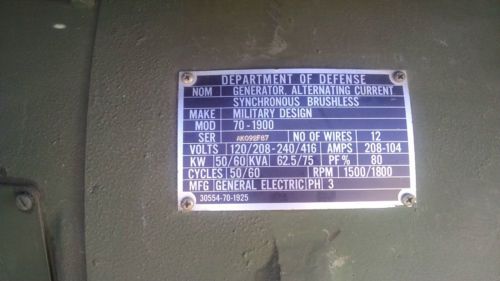 DEPARTMENT OF DEFENSE
NOM GENERATOR, ALTERNATING CURRENT
SYNCHRONOUS BRUSHLESS
MAKE MILITARY DESIGN
MOD 70-1900
SER AK092F87 NO OF WIRES 12
VOLTS 120/208-240/416 AMPS 208-104
KW 50/60 KVA 62.5/75 PF% 80
CYCLES 50/60 RPM 1500/1800
MFG GENERAL ELECTRIC PH 3
30554-70-1925